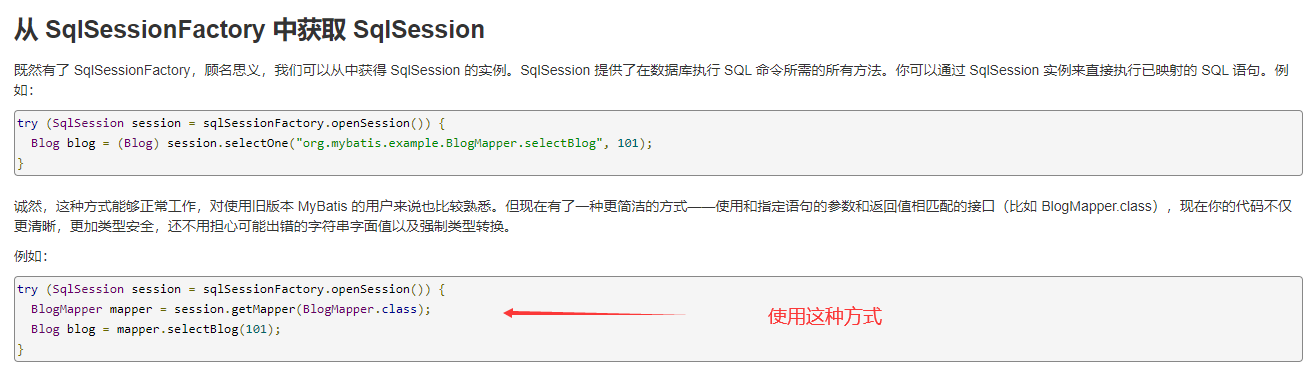 从 SqlSessionFactory 中获取 SqlSession
既然有了 SqlSessionFactory，顾名思义，我们可以从中获得 SqlSession 的实例。SqlSession 提供了在数据库执行 SQL 命令所需的所有方法。你可以通过 SqlSession 实例来直接执行已映射的 SQL 语句。例
如：
try (SqlSession session = sqlSessionFactory.openSession()) {
  Blog blog = (Blog) session.selectOne("org.mybatis.example.BlogMapper.selectBlog", 101);
}
诚然，这种方式能够正常工作，对使用旧版本 MyBatis 的用户来说也比较熟悉。但现在有了一种更简洁的方式——使用和指定语句的参数和返回值相匹配的接口（比如 BlogMapper.class），现在你的代码不仅
更清晰，更加类型安全，还不用担心可能出错的字符串字面值以及强制类型转换。
例如：
try (SqlSession session = sqlSessionFactory.openSession()) {
  BlogMapper mapper = session.getMapper(BlogMapper.class);
  Blog blog = mapper.selectBlog(101);
使用这种方式
}